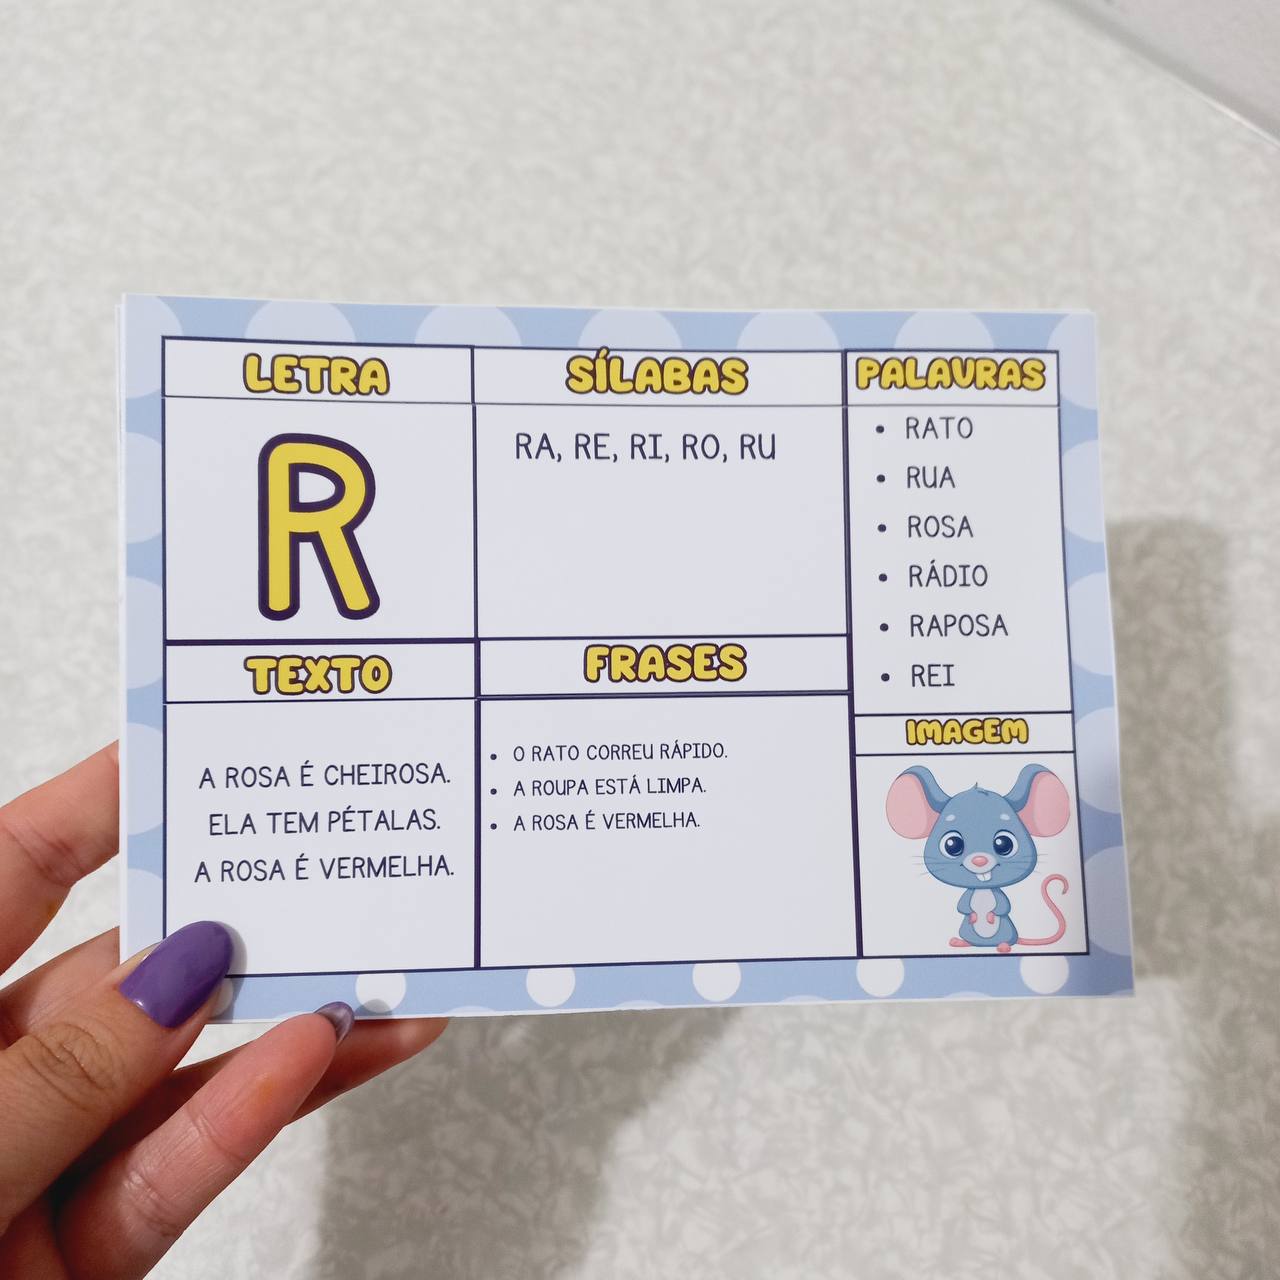 LETRA
R
SÍLABAS
RA, RE, RI, RO, RU
PALAVRAS
• RATO
• RUA
• ROSA
• RÁDIO
• RAPOSA
• REI
TEXTO
A ROSA É CHEIROSA.
ELA TEM PÉTALAS.
A ROSA É VERMELHA.
FRASES
• O RATO CORREU RÁPIDO.
• A ROUPA ESTÁ LIMPA.
• A ROSA É VERMELHA.
IMAGEM